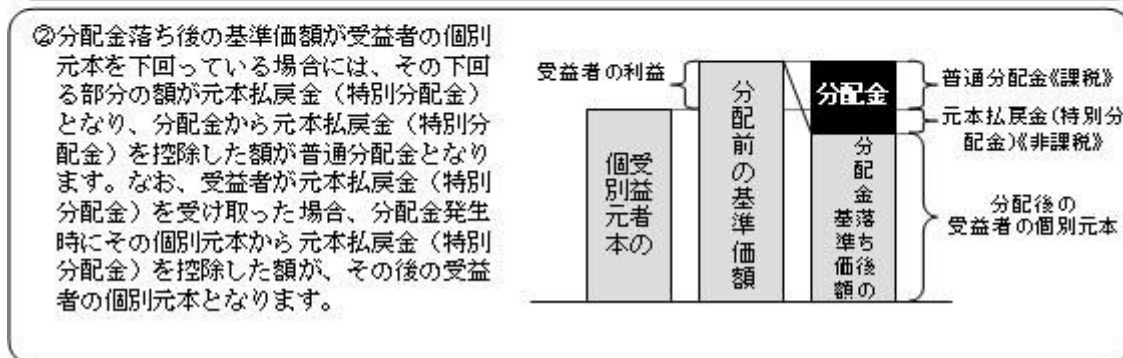 ②分配金落ち後の基準価額が受益者の個別
元本を下回っている場合には、その下回
る部分の額が元本払戻金（特別分配金）
となり、分配金から元本払戻金（特別分
配金）を控除した額が普通分配金となり
ます。なお、受益者が元本払戻金（特別
分配金）を受け取った場合、分配金発生
時にその個別元本から元本払戻金（特別
分配金）を控除した額が、その後の受益
者の個別元本となります。
受益者の利益
受益者の
個別元本
分配前の基準価額
分配金
分配金落ち後の
基準価額
普通分配金《課税》
元本払戻金(特別分
配金)《非課税》
分配後の
受益者の個別元本